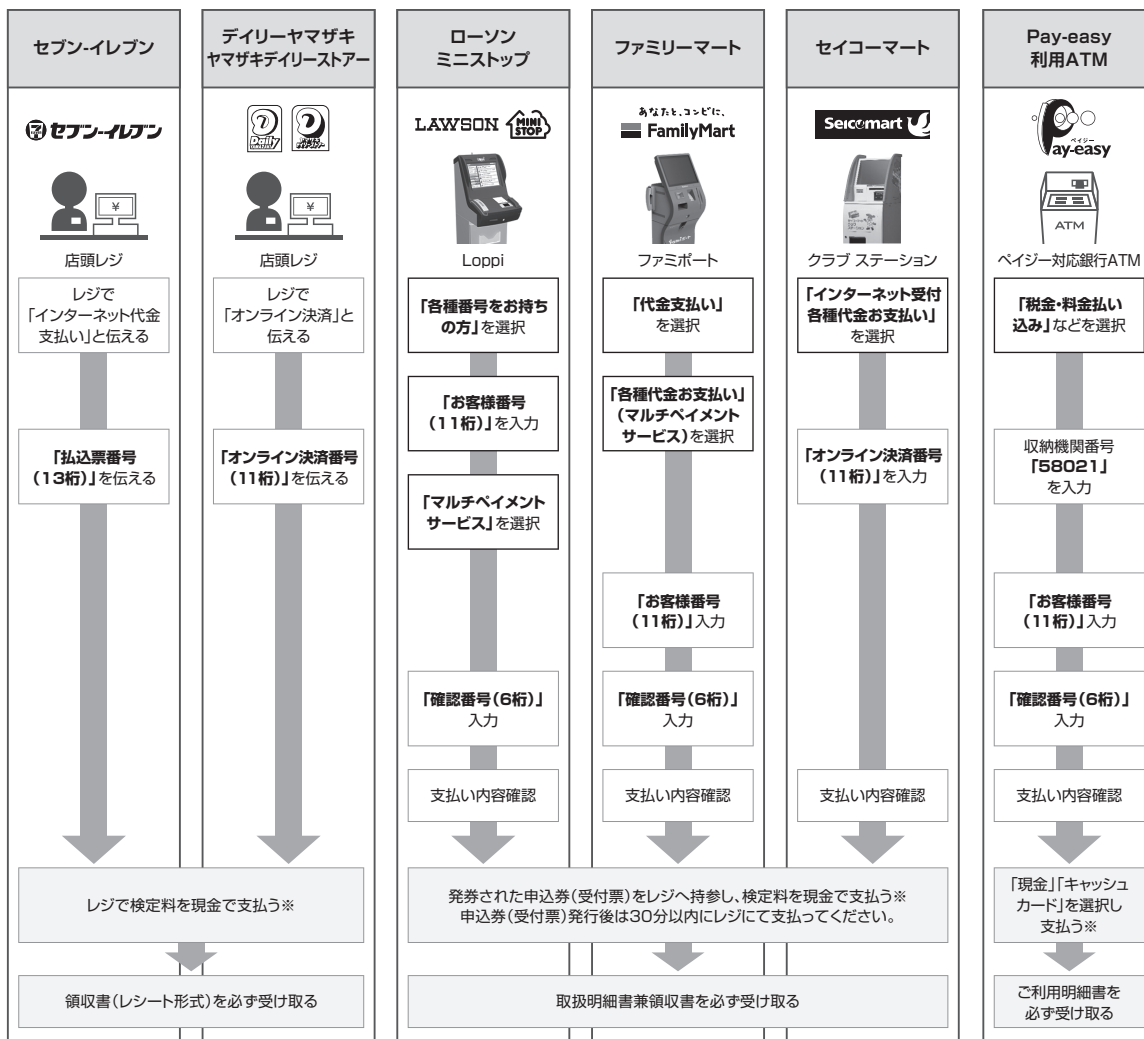 セブン-イレブン
デイリーヤマザキ
ヤマザキデイリーストアー
ローソン
ミニストップ
ファミリーマート
セイコーマート
Pay-easy
利用ATM
セブン-イレブン
Daily
LAWSON
MINI
STOP
あなたと、コンビに、
FamilyMart
Seicomart
ペイジー
Pay-easy
¥
¥
ATM
店頭レジ
店頭レジ
Loppi
ファミポート
クラブ ステーション
ペイジー対応銀行ATM
レジで
「インターネット代金
支払い」と伝える
レジで
「オンライン決済」と
伝える
「各種番号をお持ち
の方」を選択
「代金支払い」
を選択
「インターネット受付
各種代金お支払い」
を選択
「税金・料金払い
込み」などを選択
「お客様番号
(11桁)」を入力
「各種代金お支払い」
(マルチペイメント
サービス)を選択
「払込票番号
(13桁)」を伝える
「オンライン決済番号
(11桁)」を伝える
「マルチペイメント
サービス」を選択
「オンライン決済番号
(11桁)」を入力
収納機関番号
「58021」
を入力
「お客様番号
(11桁)」入力
「お客様番号
(11桁)」入力
「確認番号(6桁)」
入力
「確認番号(6桁)」
入力
「確認番号(6桁)」
入力
支払い内容確認
支払い内容確認
支払い内容確認
支払い内容確認
レジで検定料を現金で支払う※
発券された申込券(受付票)をレジへ持参し、検定料を現金で支払う※
申込券(受付票)発行後は30分以内にレジにて支払ってください。
「現金」「キャッシュ
カード」を選択し
支払う※
領収書(レシート形式)を必ず受け取る
取扱明細書兼領収書を必ず受け取る
ご利用明細書を
必ず受け取る